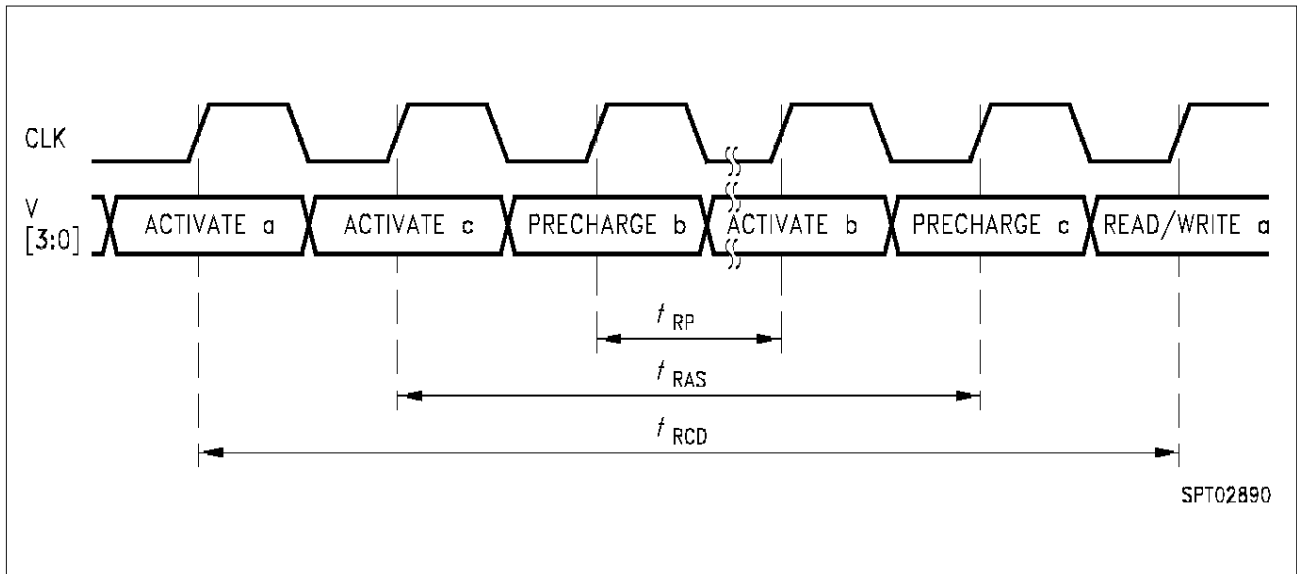 CLK
V
[3:0]
ACTIVATE a
ACTIVATE c
PRECHARGE b
ACTIVATE b
PRECHARGE c
READ/WRITE a
t RP
t RAS
t RCD
SPT02890